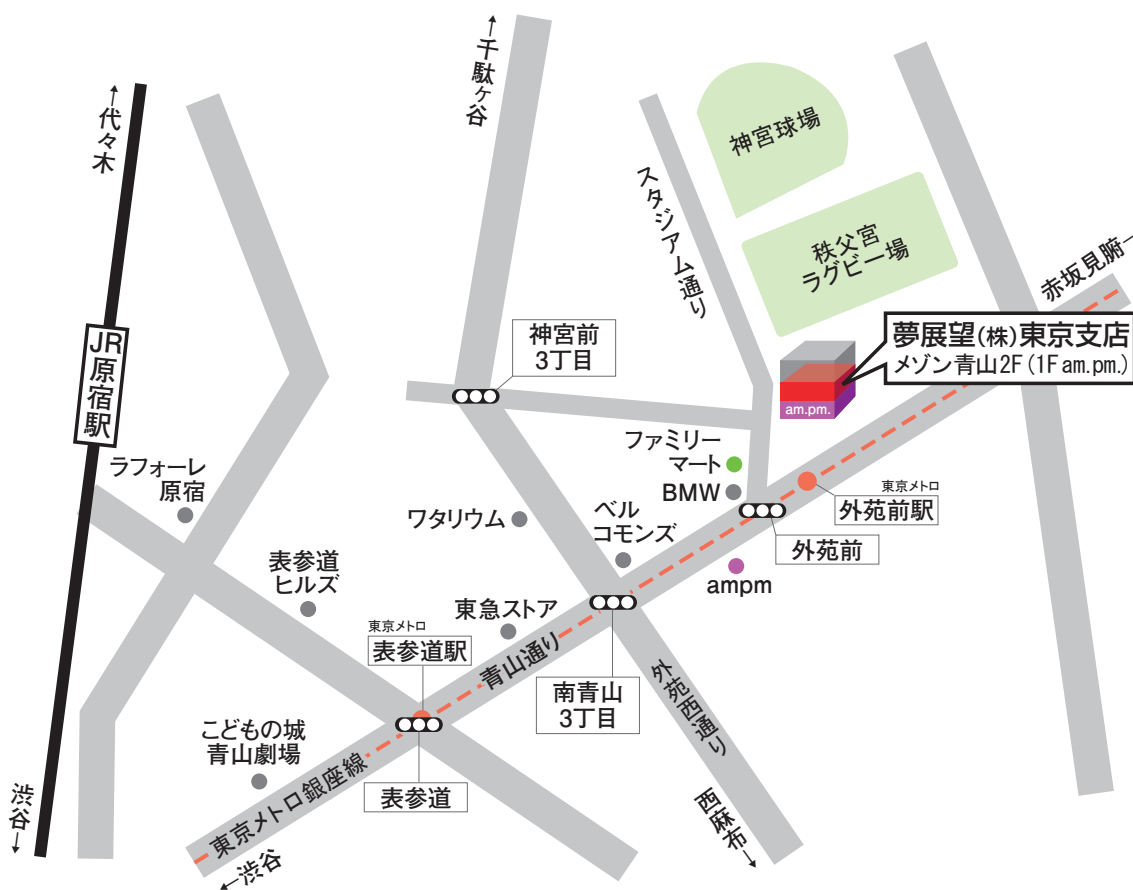 ↑千駄ヶ谷
↑代々木
神宮球場
スタジアム通り
秩父宮
ラグビー場
赤坂見腑→
夢展望(株)東京支店
メゾン青山2F(1F am.pm.)
神宮前
3丁目
JR原宿駅
am.pm.
ファミリー
マート
BMW
ラフォーレ
原宿
東京メトロ
外苑前駅
ワタリウム
ベル
コモンズ
外苑前
表参道
ヒルズ
ampm
東急ストア
東京メトロ
表参道駅
青山通り
南青山
3丁目
外苑西通り
こどもの城
青山劇場
表参道
東京メトロ銀座線
渋谷→
←渋谷
西麻布→